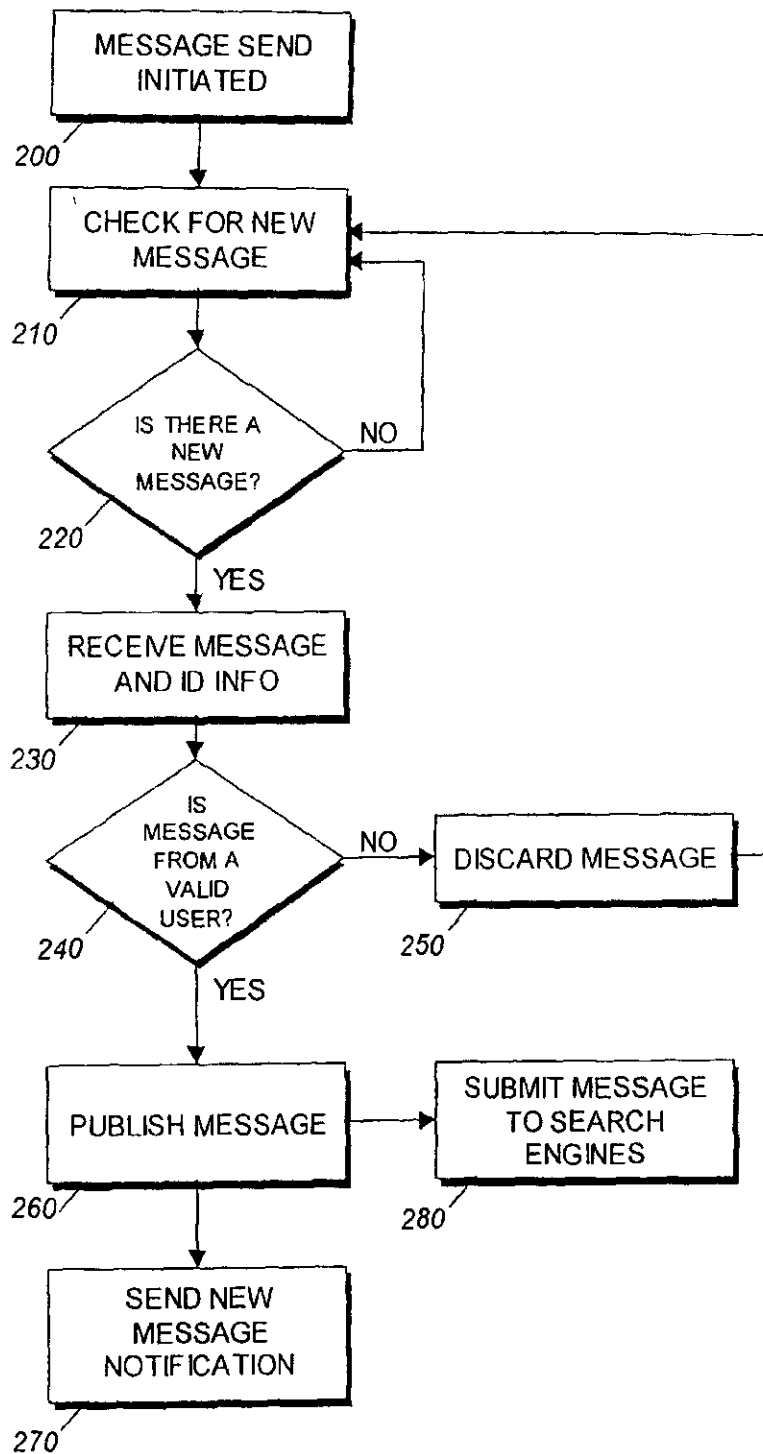 MESSAGE SEND
INITIATED
200
CHECK FOR NEW
MESSAGE
210
IS THERE A
NEW
MESSAGE?
NO
220
YES
RECEIVE MESSAGE
AND ID INFO
230
IS
MESSAGE
FROM A
VALID
USER?
NO
DISCARD MESSAGE
240
250
YES
PUBLISH MESSAGE
SUBMIT MESSAGE
TO SEARCH
ENGINES
260
280
SEND NEW
MESSAGE
NOTIFICATION
270